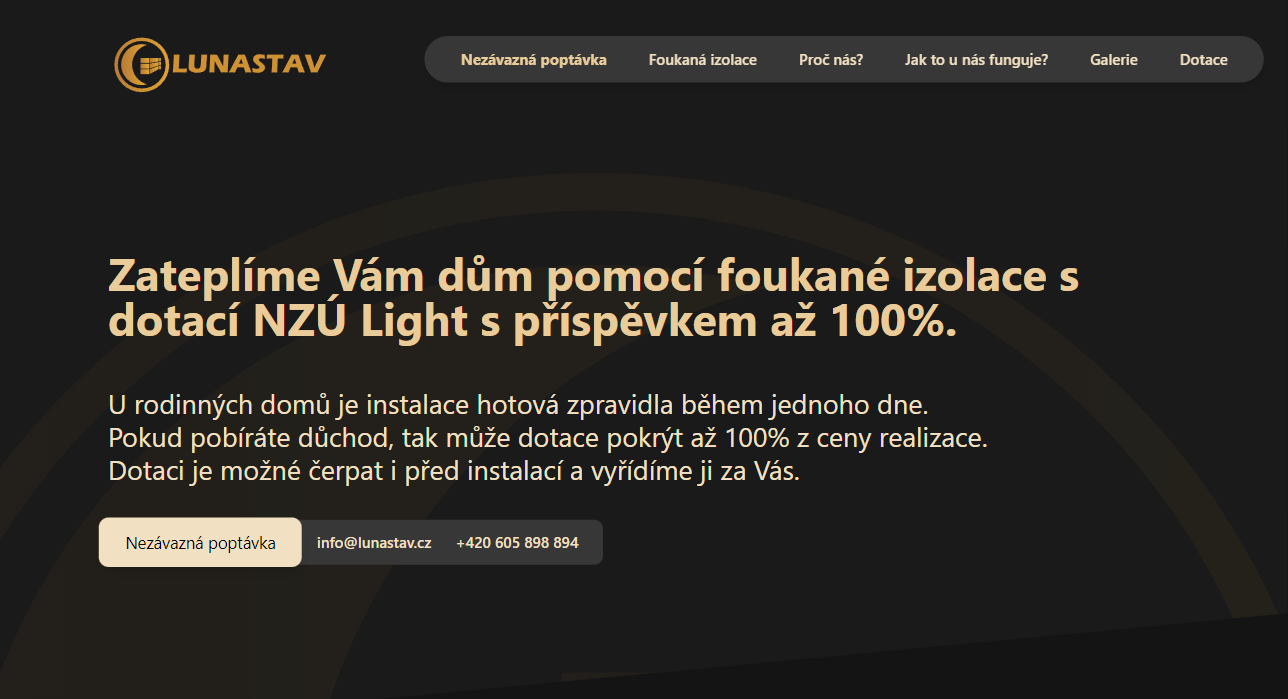 LUNASTAV
Nezávazná poptávka Foukaná izolace Proč nás? Jak to u nás funguje? Galerie Dotace
Zateplíme Vám dům pomocí foukané izolace s
dotací NZÚ Light s příspěvkem až 100%.
U rodinných domů je instalace hotová zpravidla během jednoho dne.
Pokud pobíráte důchod, tak může dotace pokrýt až 100% z ceny realizace.
Dotaci je možné čerpat i před instalací a vyřídíme ji za Vás.
Nezávazná poptávka info@lunastav.cz +420 605 898 894